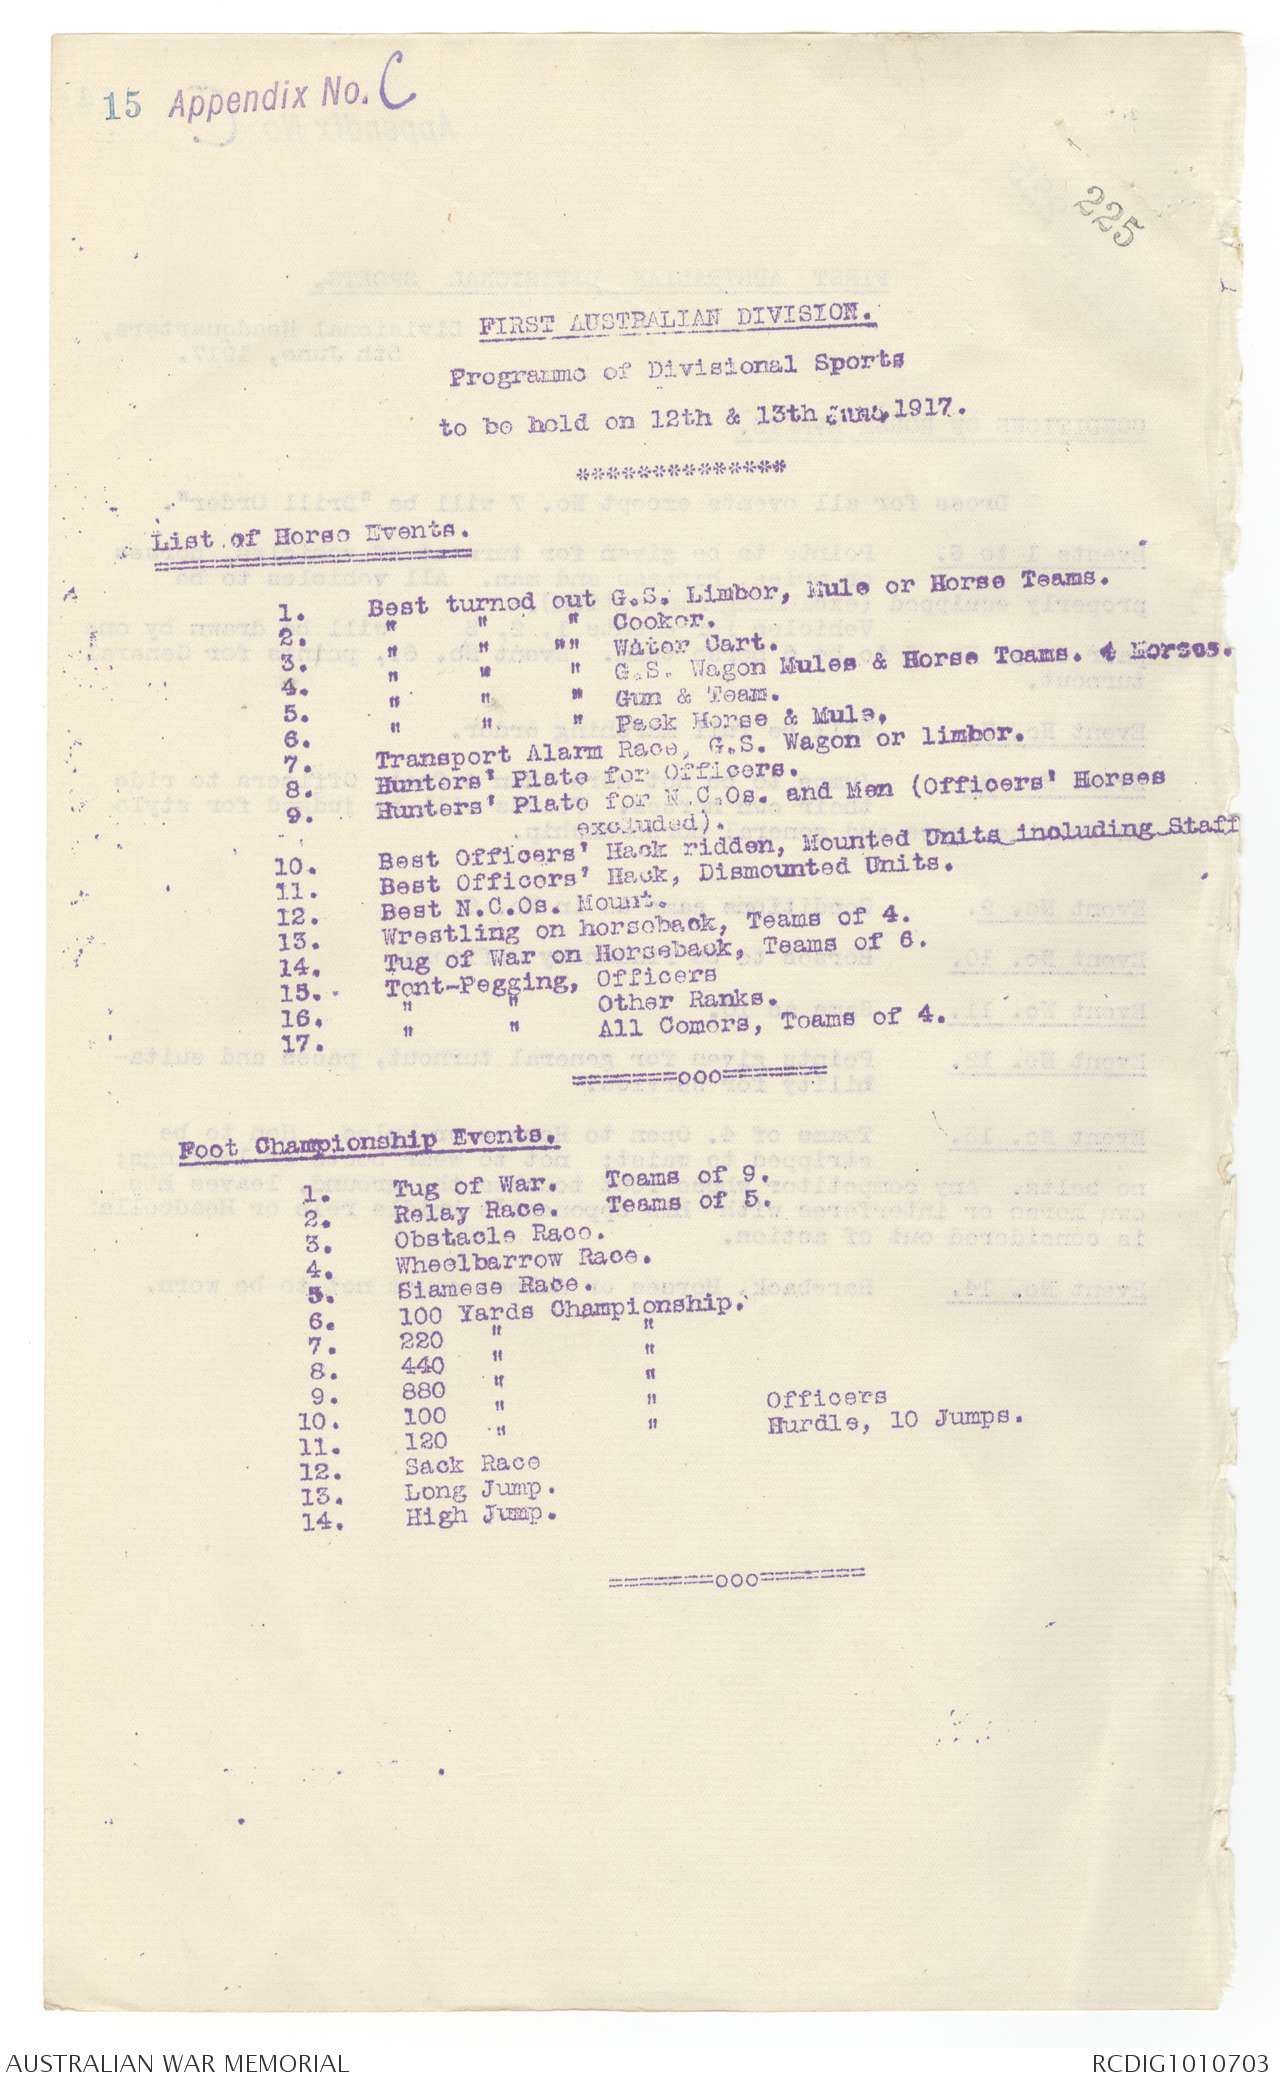 15 Appendix No. C
225
FIRST AUSTRALIAN DIVISION.
Programme of Divisional Sports
to be held on 12th & 13th June, 1917.
**************
List of Horse Events.
1. Best turned out G.S. Limber, Mule or Horse Teams.
2. " " " Cooker.
3. " " "" Water Cart.
4. " " " G.S. Wagon Mules & Horse Teams. 4 Horses.
5. " " " Gun & Team.
6. " " " Pack Horse & Mule.
7. Transport Alarm Race, G.S. Wagon or limber.
8. Hunters' Plate for Officers.
9. Hunters' Plate for N.C.Os. and Men (Officers' Horses
excluded).
10. Best Officers' Hack ridden, Mounted Units including Staff
11. Best Officers' Hack, Dismounted Units.
12. Best N.C.Os. Mount.
13. Wrestling on horseback, Teams of 4.
14. Tug of War on Horseback, Teams of 6.
15. Tent-Pegging, Officers
16. " " Other Ranks.
17. " " All Comers, Teams of 4.
=======ooo=======
Foot Championship Events.
1. Tug of War. Teams of 9.
2. Relay Race. Teams of 5.
3. Obstacle Race.
4. Wheelbarrow Race.
5. Siamese Race.
6. 100 Yards Championship.
7. 220 " "
8. 440 " "
9. 880 " "
10. 100 " " Officers
11. 120 " " Hurdle, 10 Jumps.
12. Sack Race
13. Long Jump.
14. High Jump.
=======ooo=======
AUSTRALIAN WAR MEMORIAL RCDIG1010703